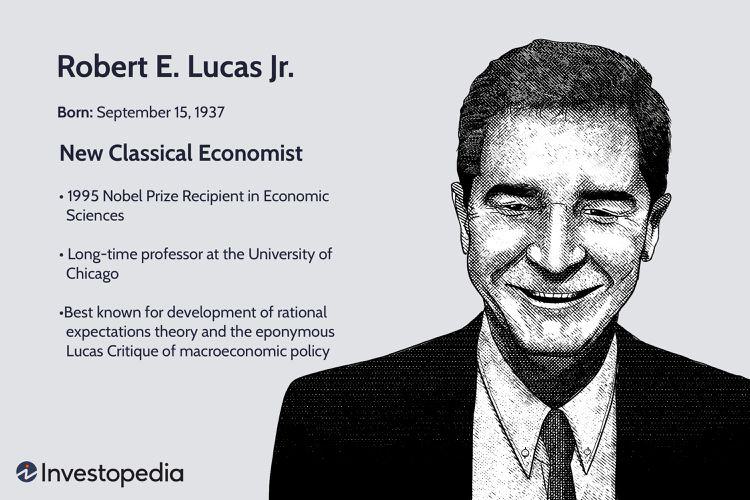 Robert E. Lucas Jr.
Born: September 15, 1937
New Classical Economist
• 1995 Nobel Prize Recipient in Economic
Sciences
• Long-time professor at the University of
Chicago
•Best known for development of rational
expectations theory and the eponymous
Lucas Critique of macroeconomic policy
Investopedia